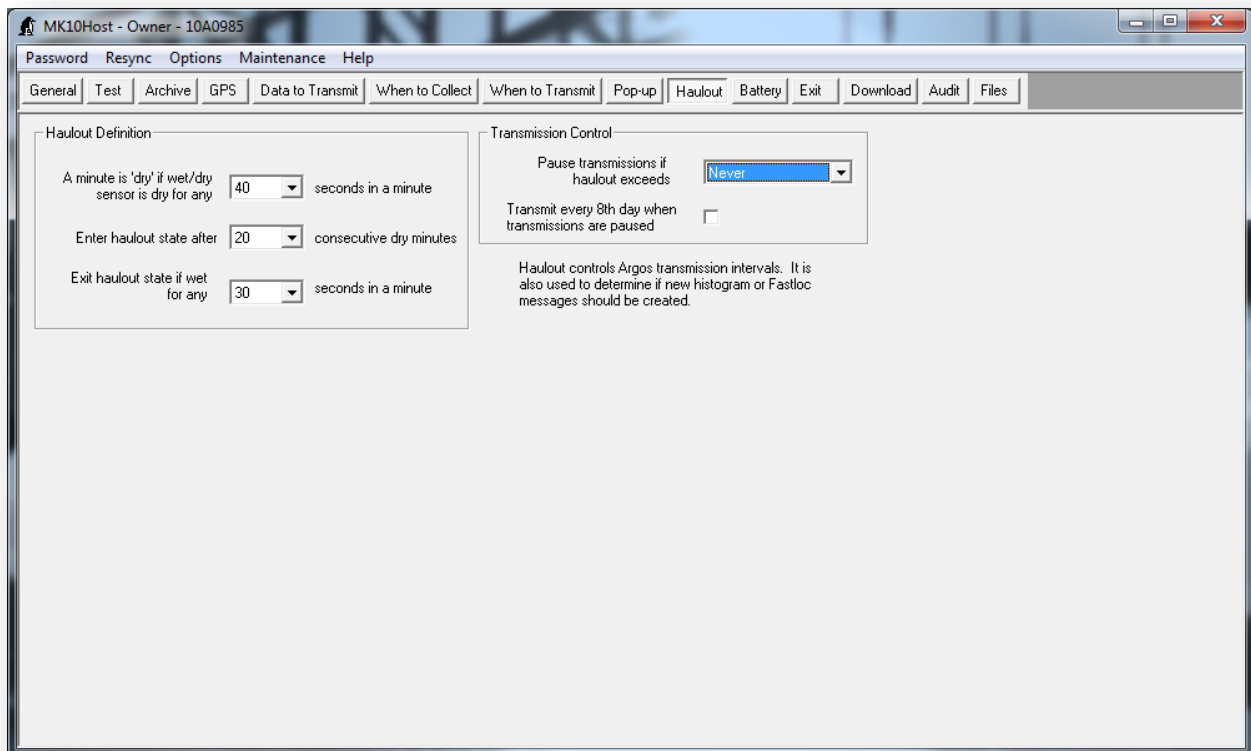 MK10Host - Owner - 10A0985
Password Resync Options Maintenance Help
General Test Archive GPS Data to Transmit When to Collect When to Transmit Pop-up Haulout Battery Exit Download Audit Files
Haulout Definition
A minute is 'dry' if wet/dry
sensor is dry for any
40
seconds in a minute
Enter haulout state after
20
consecutive dry minutes
Exit haulout state if wet
for any
30
seconds in a minute
Transmission Control
Pause transmissions if
haulout exceeds
Never
Transmit every 8th day when
transmissions are paused
Haulout controls Argos transmission intervals. It is
also used to determine if new histogram or Fastloc
messages should be created.